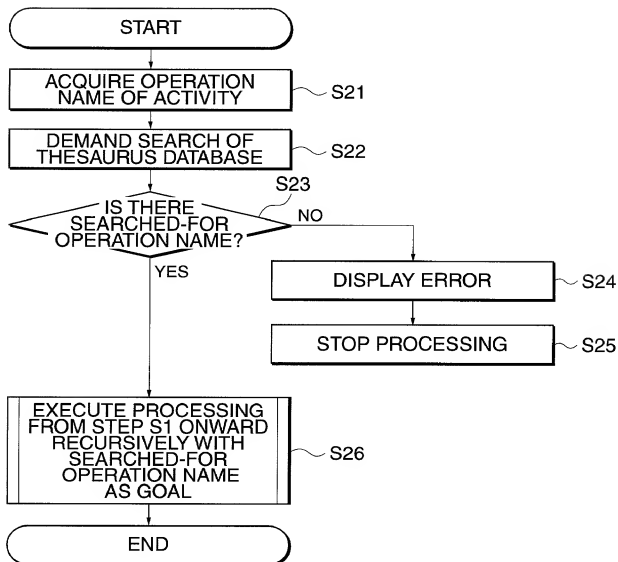 START
ACQUIRE OPERATION
NAME OF ACTIVITY
S21
DEMAND SEARCH OF
THESAURUS DATABASE
S22
S23
IS THERE
SEARCHED-FOR
OPERATION NAME?
NO
YES
DISPLAY ERROR
S24
STOP PROCESSING
S25
EXECUTE PROCESSING
FROM STEP S1 ONWARD
RECURSIVELY WITH
SEARCHED-FOR
OPERATION NAME
AS GOAL
S26
END